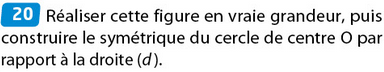 20 Réaliser cette figure en vraie grandeur, puis
construire le symétrique du cercle de centre O par
rapport à la droite (d).